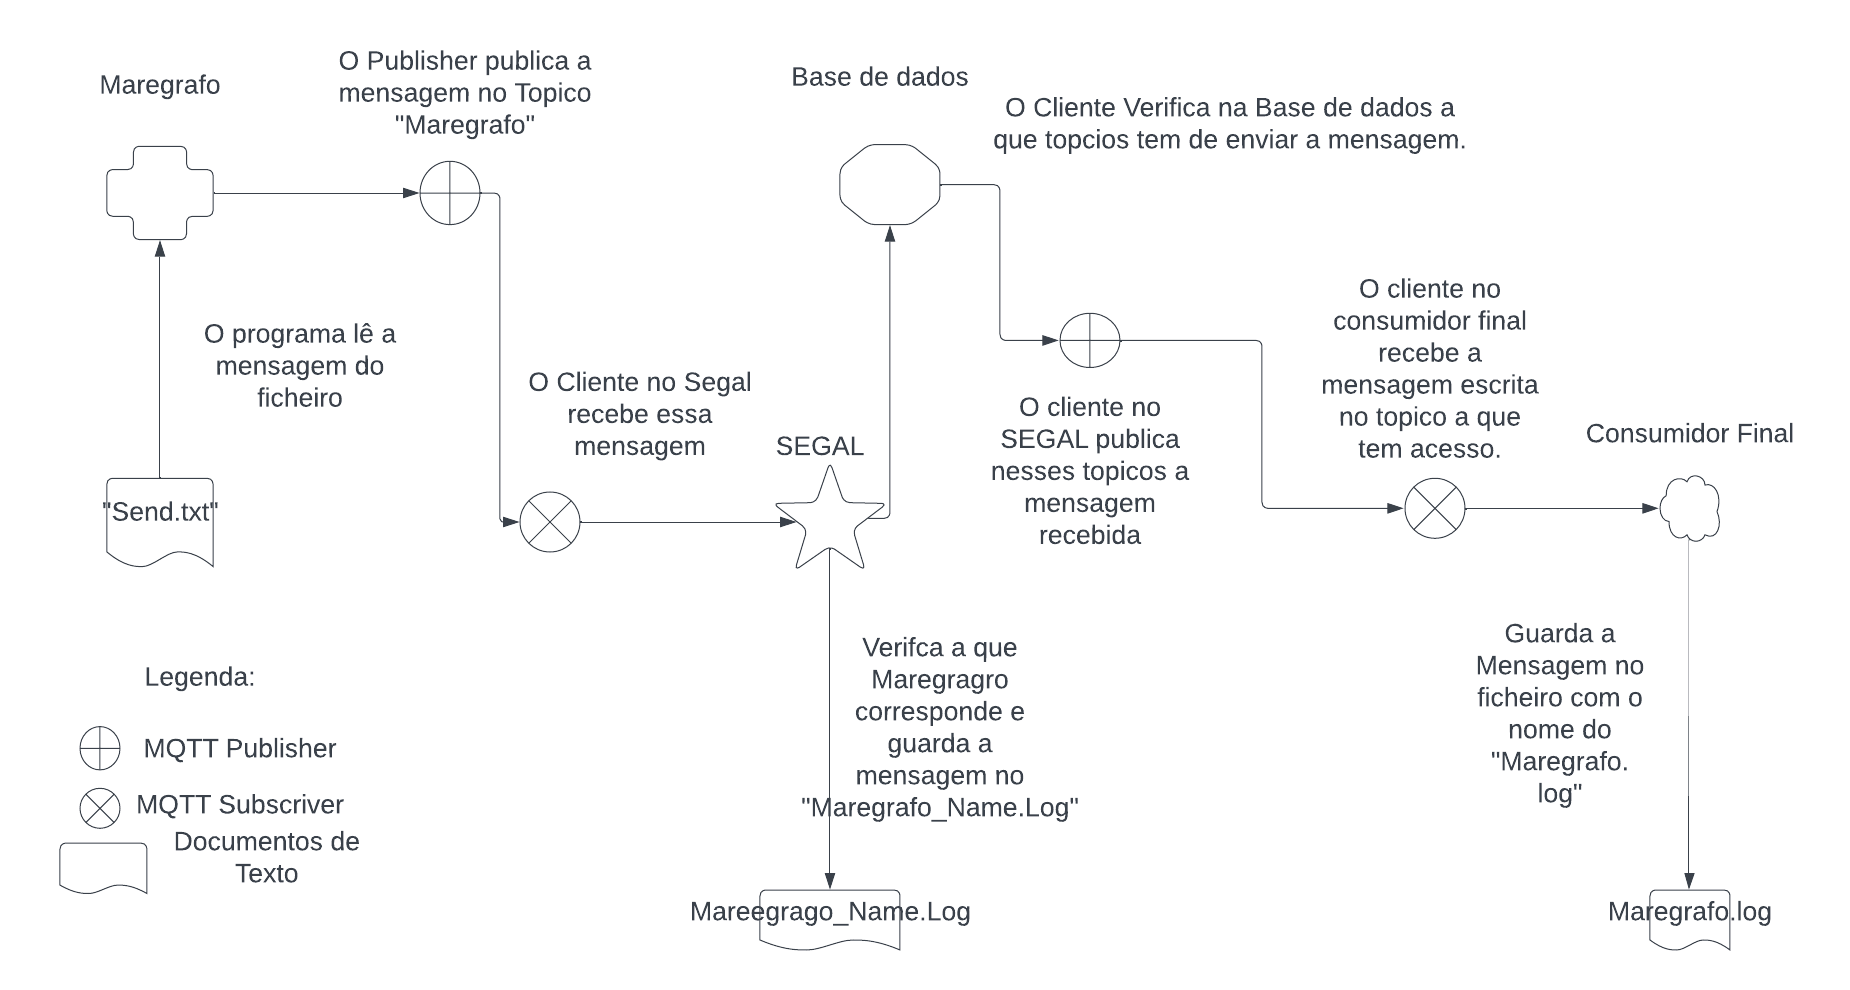 Maregrafo
O Publisher publica a
mensagem no Topico
"Maregrafo"
Base de dados
O Cliente Verifica na Base de dados a
que topcios tem de enviar a mensagem.
O programa lê a
mensagem do
ficheiro
"Send.txt"
O Cliente no Segal
recebe essa
mensagem
SEGAL
O cliente no
SEGAL publica
nesses topicos a
mensagem
recebida
O cliente no
consumidor final
recebe a
mensagem escrita
no topico a que
tem acesso.
Consumidor Final
Verifca a que
Maregragro
corresponde e
guarda a
mensagem no
"Maregrafo_Name.Log"
Guarda a
Mensagem no
ficheiro com o
nome do
"Maregrafo.
log"
Legenda:
MQTT Publisher
MQTT Subscriver
Documentos de
Texto
Mareegrago_Name.Log
Maregrafo.log